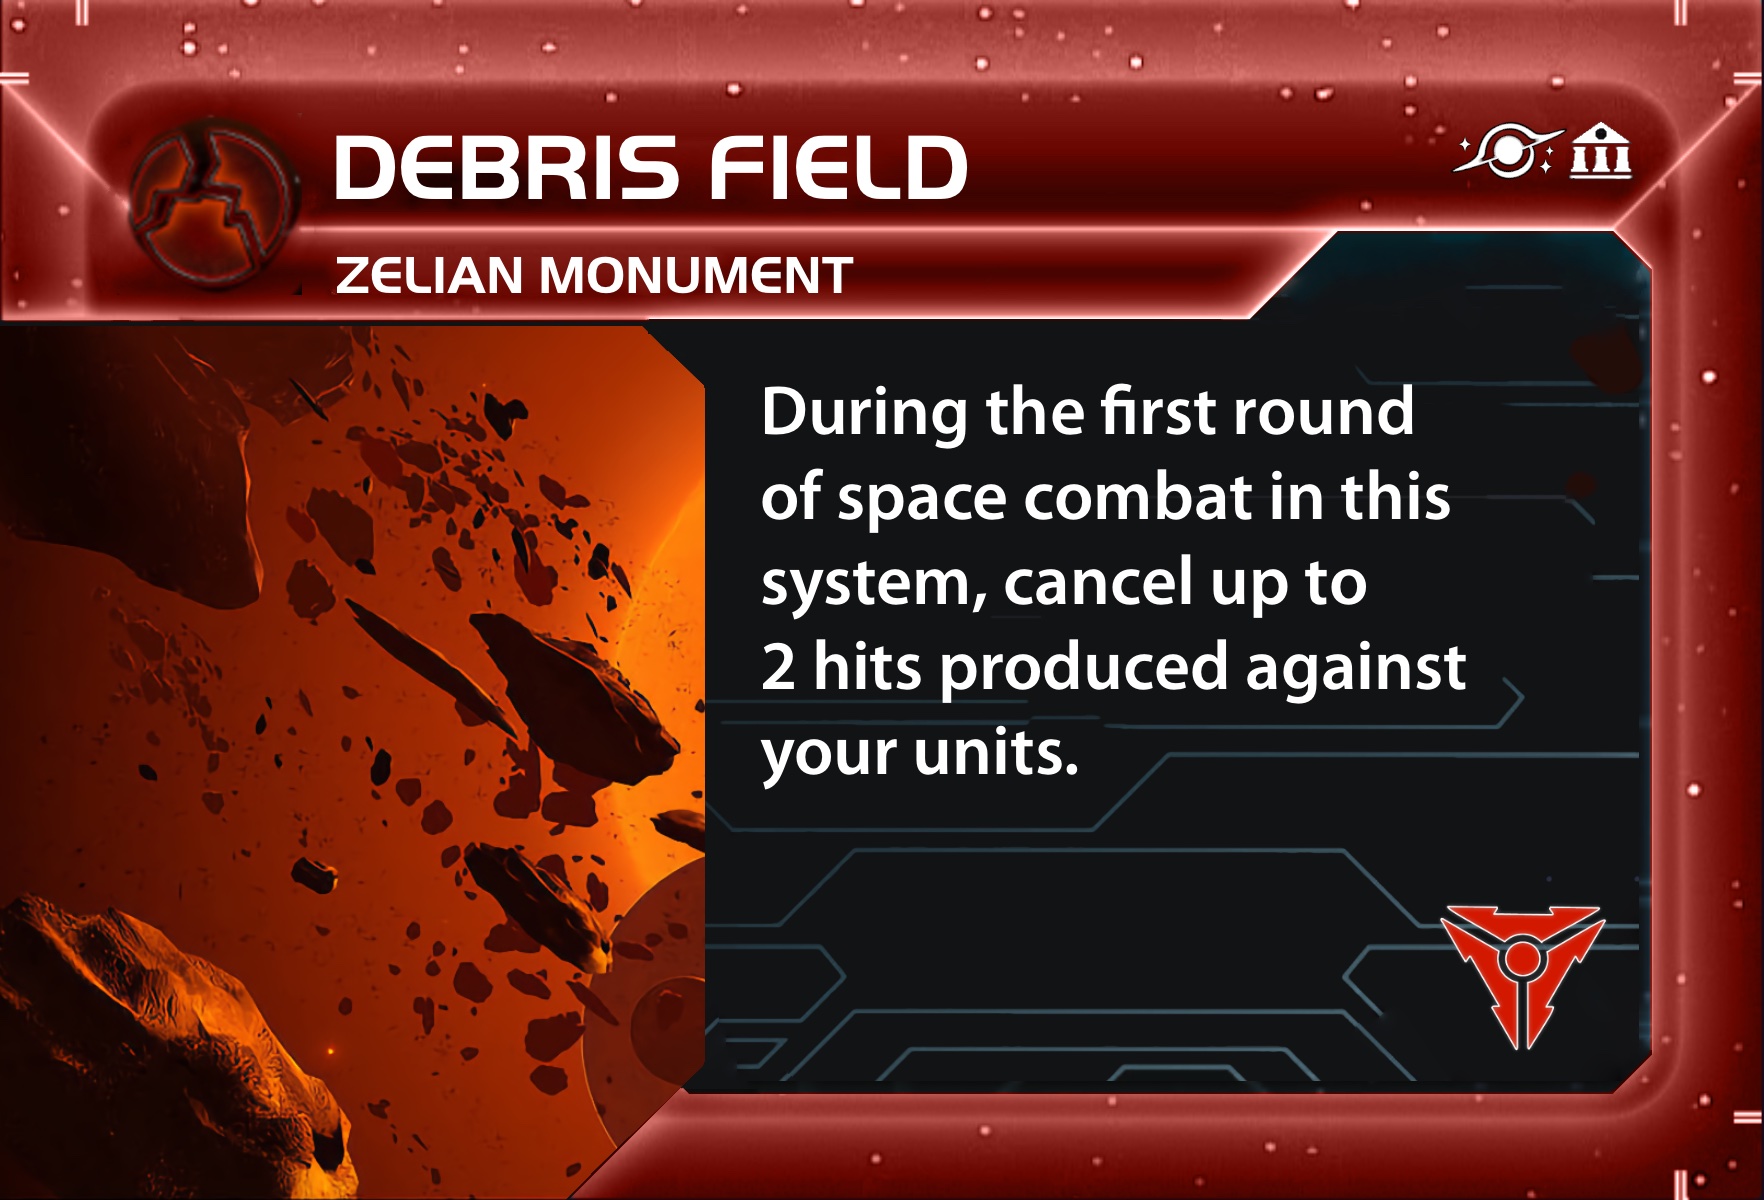 DEBRIS FIELD
ZELIAN MONUMENT
During the first round
of space combat in this
system, cancel up to
2 hits produced against
your units.